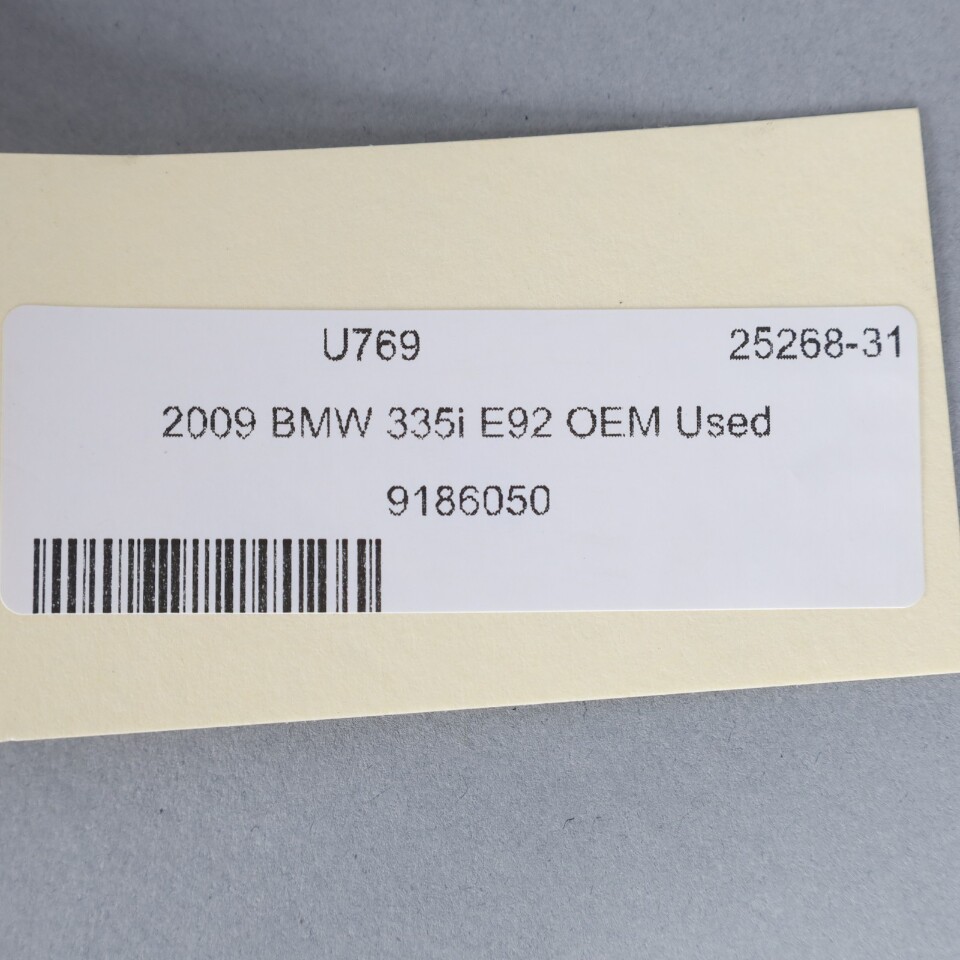 U769 25268-31
2009 BMW 335i E92 OEM Used
9186050